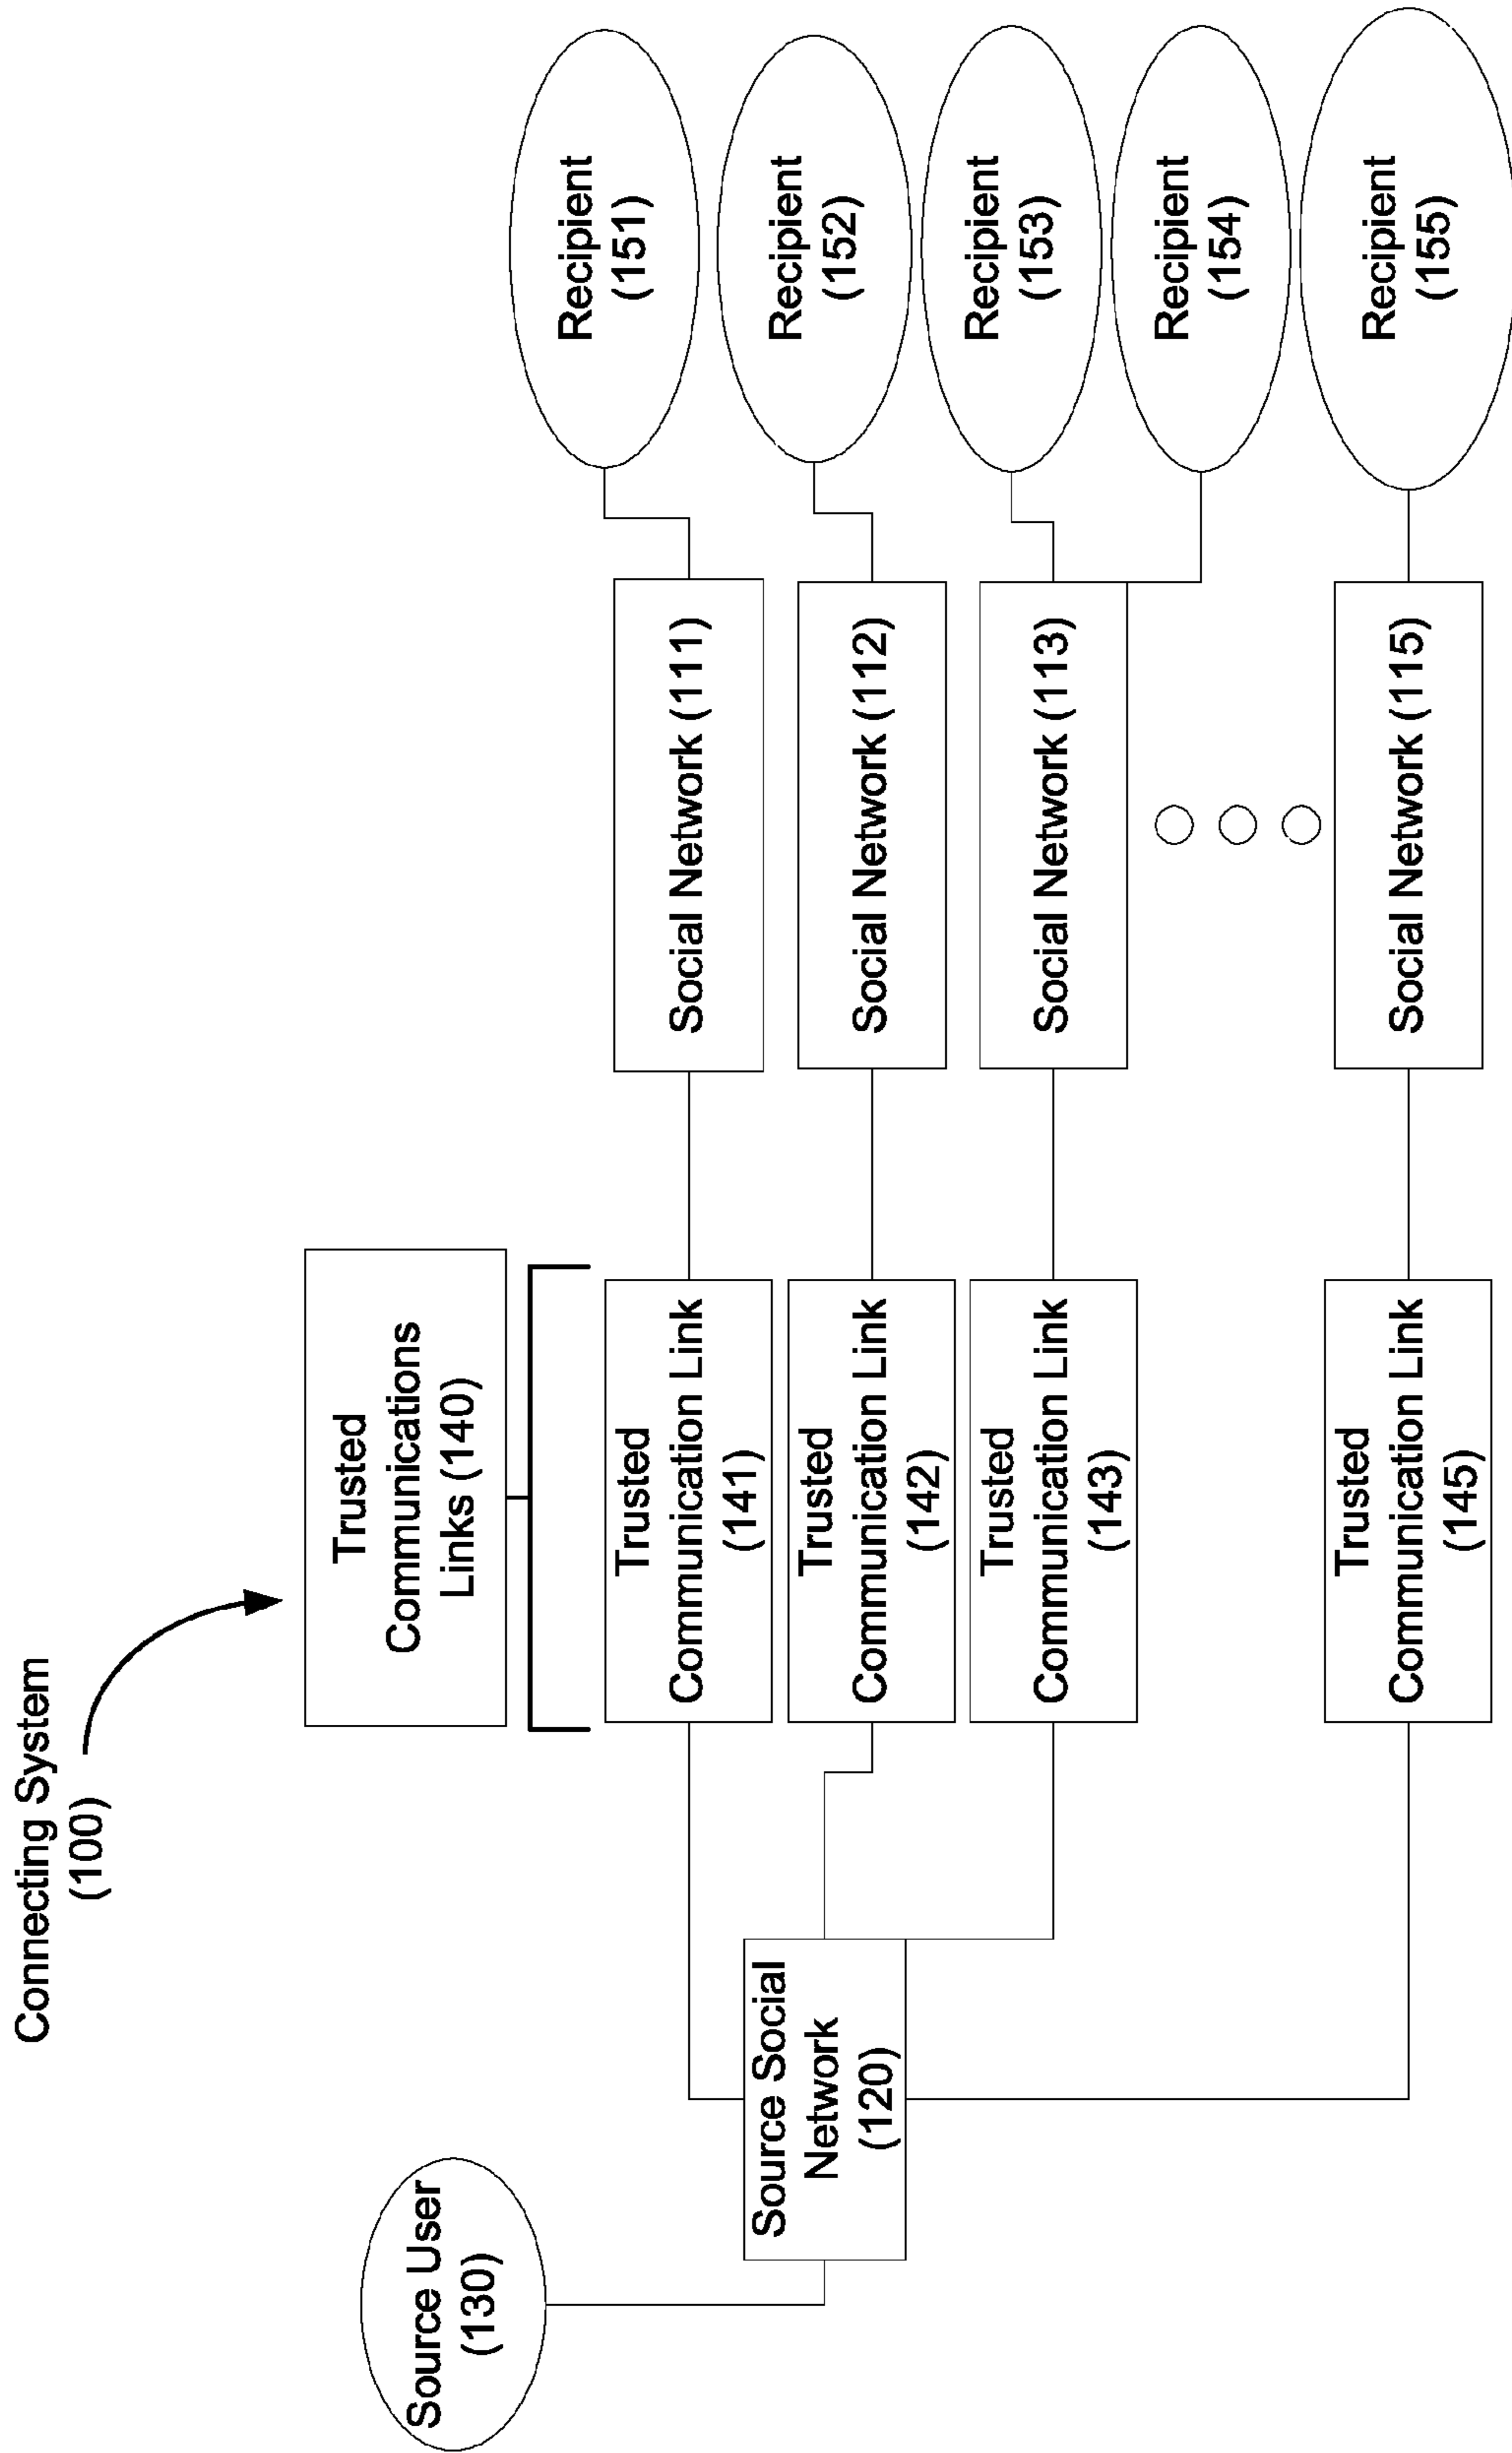 Connecting System
(100)
Trusted
Communications
Links (140)
Source User
(130)
Source Social
Network
(120)
Trusted
Communication Link
(141)
Trusted
Communication Link
(142)
Trusted
Communication Link
(143)
Trusted
Communication Link
(145)
Social Network (111)
Social Network (112)
Social Network (113)
Social Network (115)
Recipient
(151)
Recipient
(152)
Recipient
(153)
Recipient
(154)
Recipient
(155)